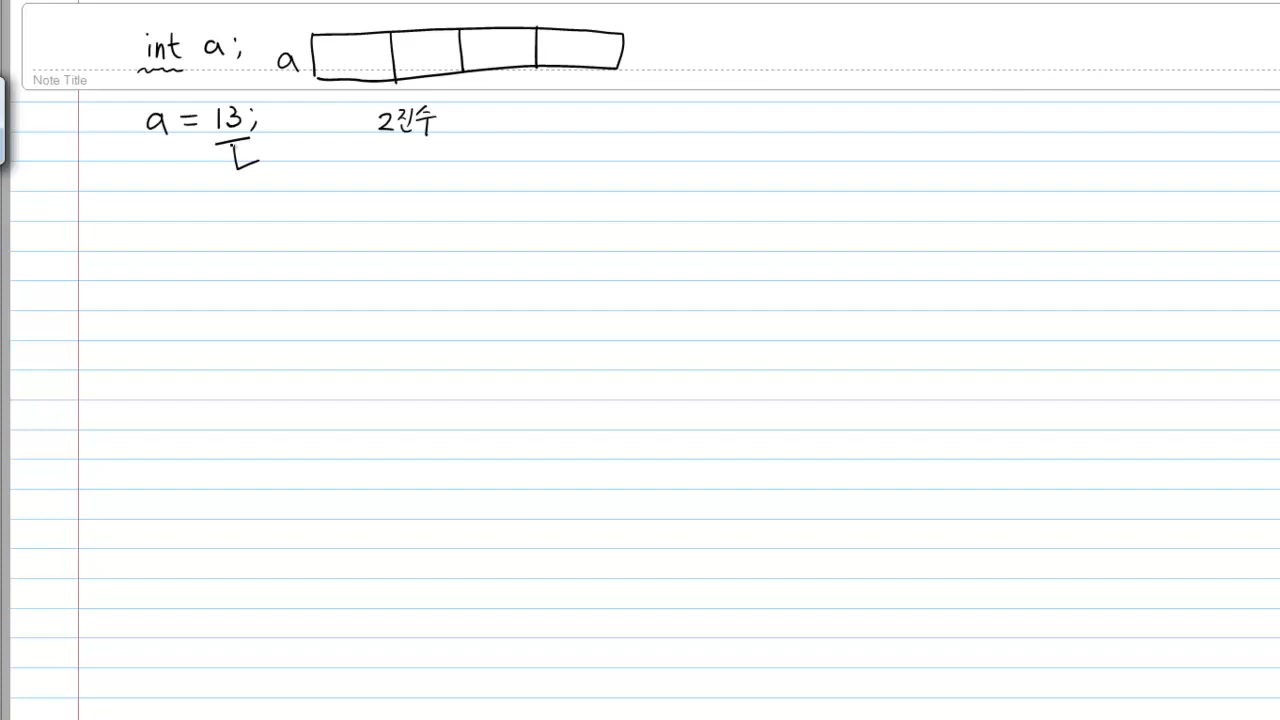 int a; a
Note Title
a = 13; 2진수